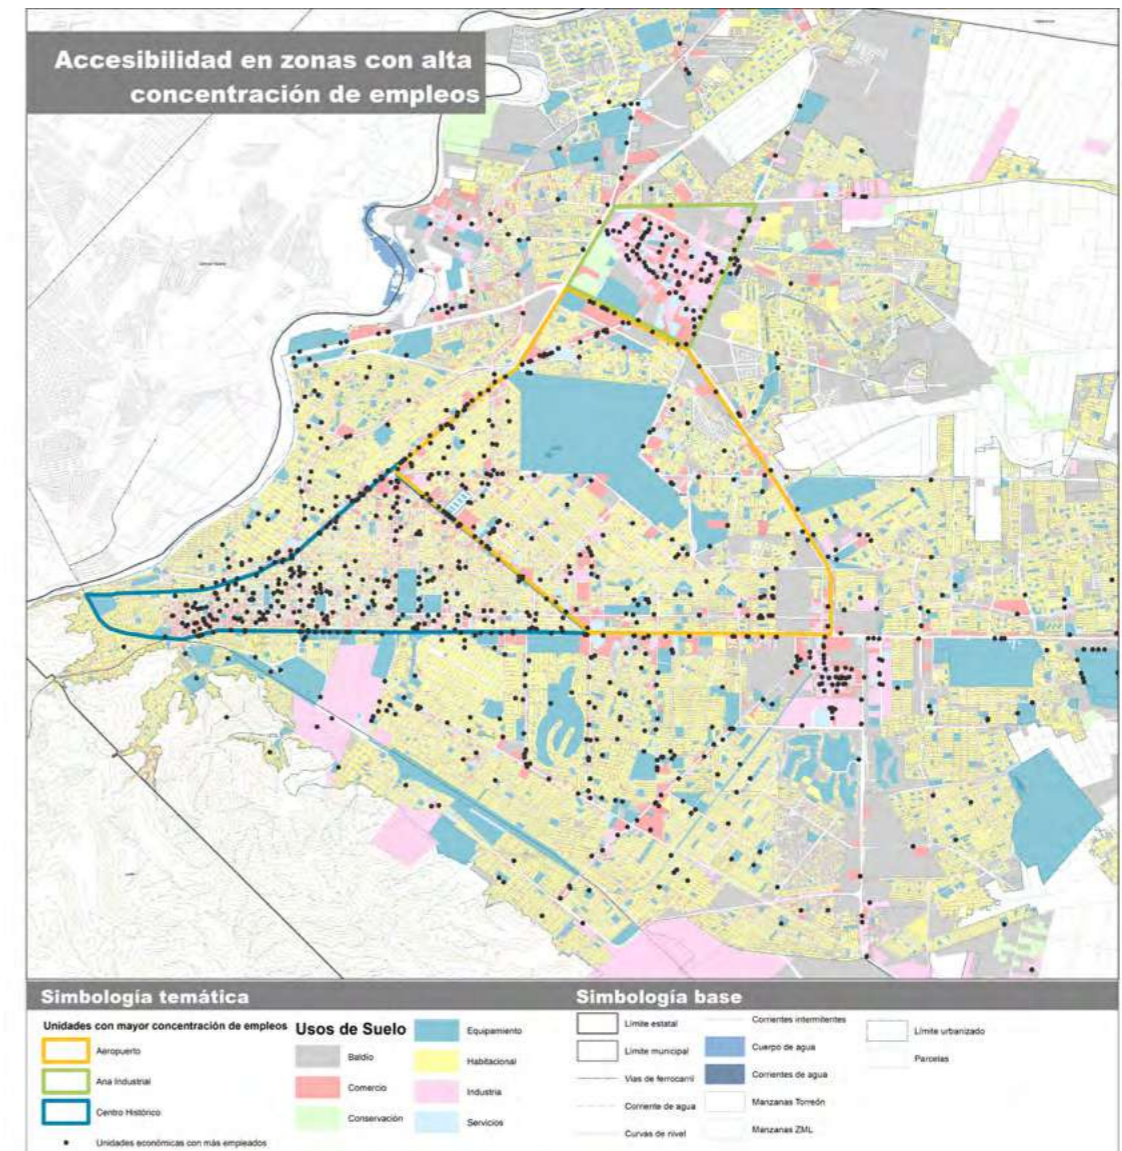 Accesibilidad en zonas con alta
concentración de empleos
Simbología temática
Unidades con mayor concentración de empleos
Aeropuerto
Ana Industrial
Centro Histórico
Unidades económicas con más empleados
Usos de Suelo
Baldío
Comercio
Conservación
Equipamiento
Habitacional
Industria
Servicios
Simbología base
Límite estatal
Límite municipal
Vías de ferrocarril
Corriente de agua
Curvas de nivel
Corrientes intermitentes
Cuerpo de agua
Corrientes de agua
Manzanas Torreón
Manzanas ZML
Límite urbanizado
Parcelas